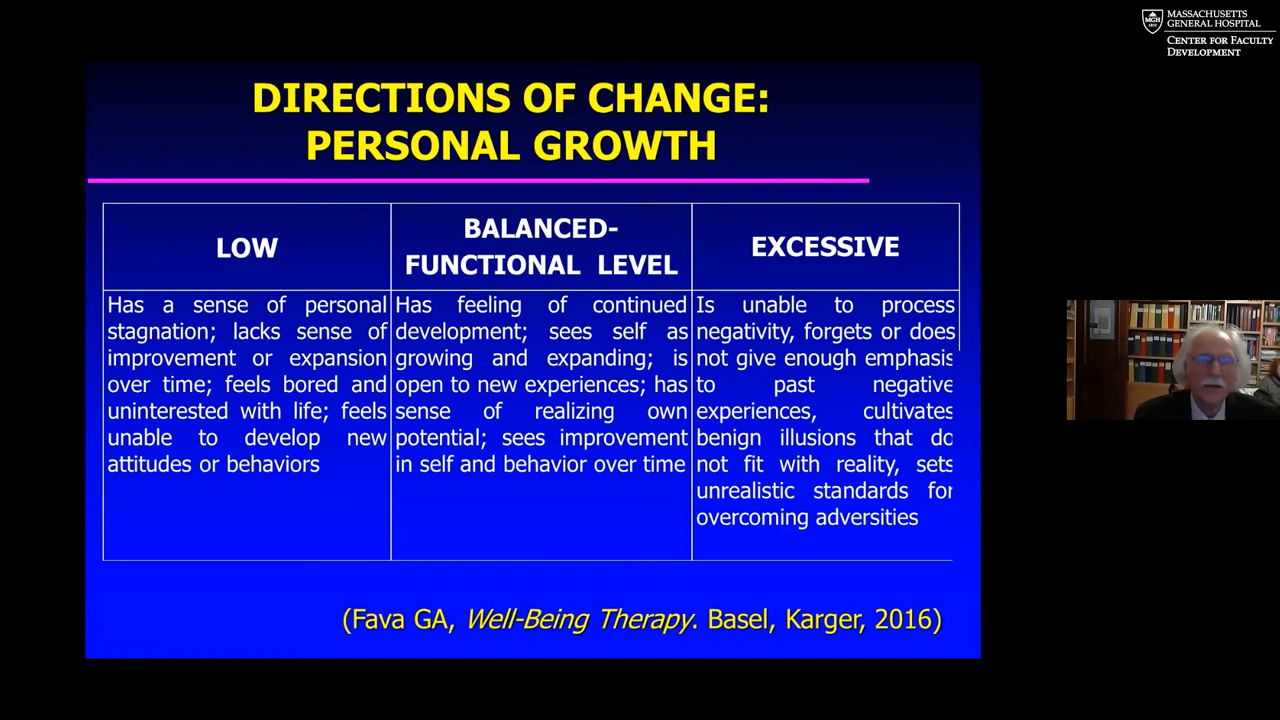 MASSACHUSETTS
GENERAL HOSPITAL
CENTER FOR FACULTY
DEVELOPMENT
MGH
1811
DIRECTIONS OF CHANGE:
PERSONAL GROWTH
LOW
BALANCED-
FUNCTIONAL LEVEL
EXCESSIVE
Has a sense of personal
stagnation; lacks sense of
improvement or expansion
over time; feels bored and
uninterested with life; feels
unable to develop new
attitudes or behaviors
Has feeling of continued
development; sees self as
growing and expanding; is
open to new experiences; has
sense of realizing own
potential; sees improvement
in self and behavior over time
Is unable to process
negativity, forgets or does
not give enough emphasis
to past negative
experiences, cultivates
benign illusions that do
not fit with reality, sets
unrealistic standards for
overcoming adversities
(Fava GA, Well-Being Therapy. Basel, Karger, 2016)